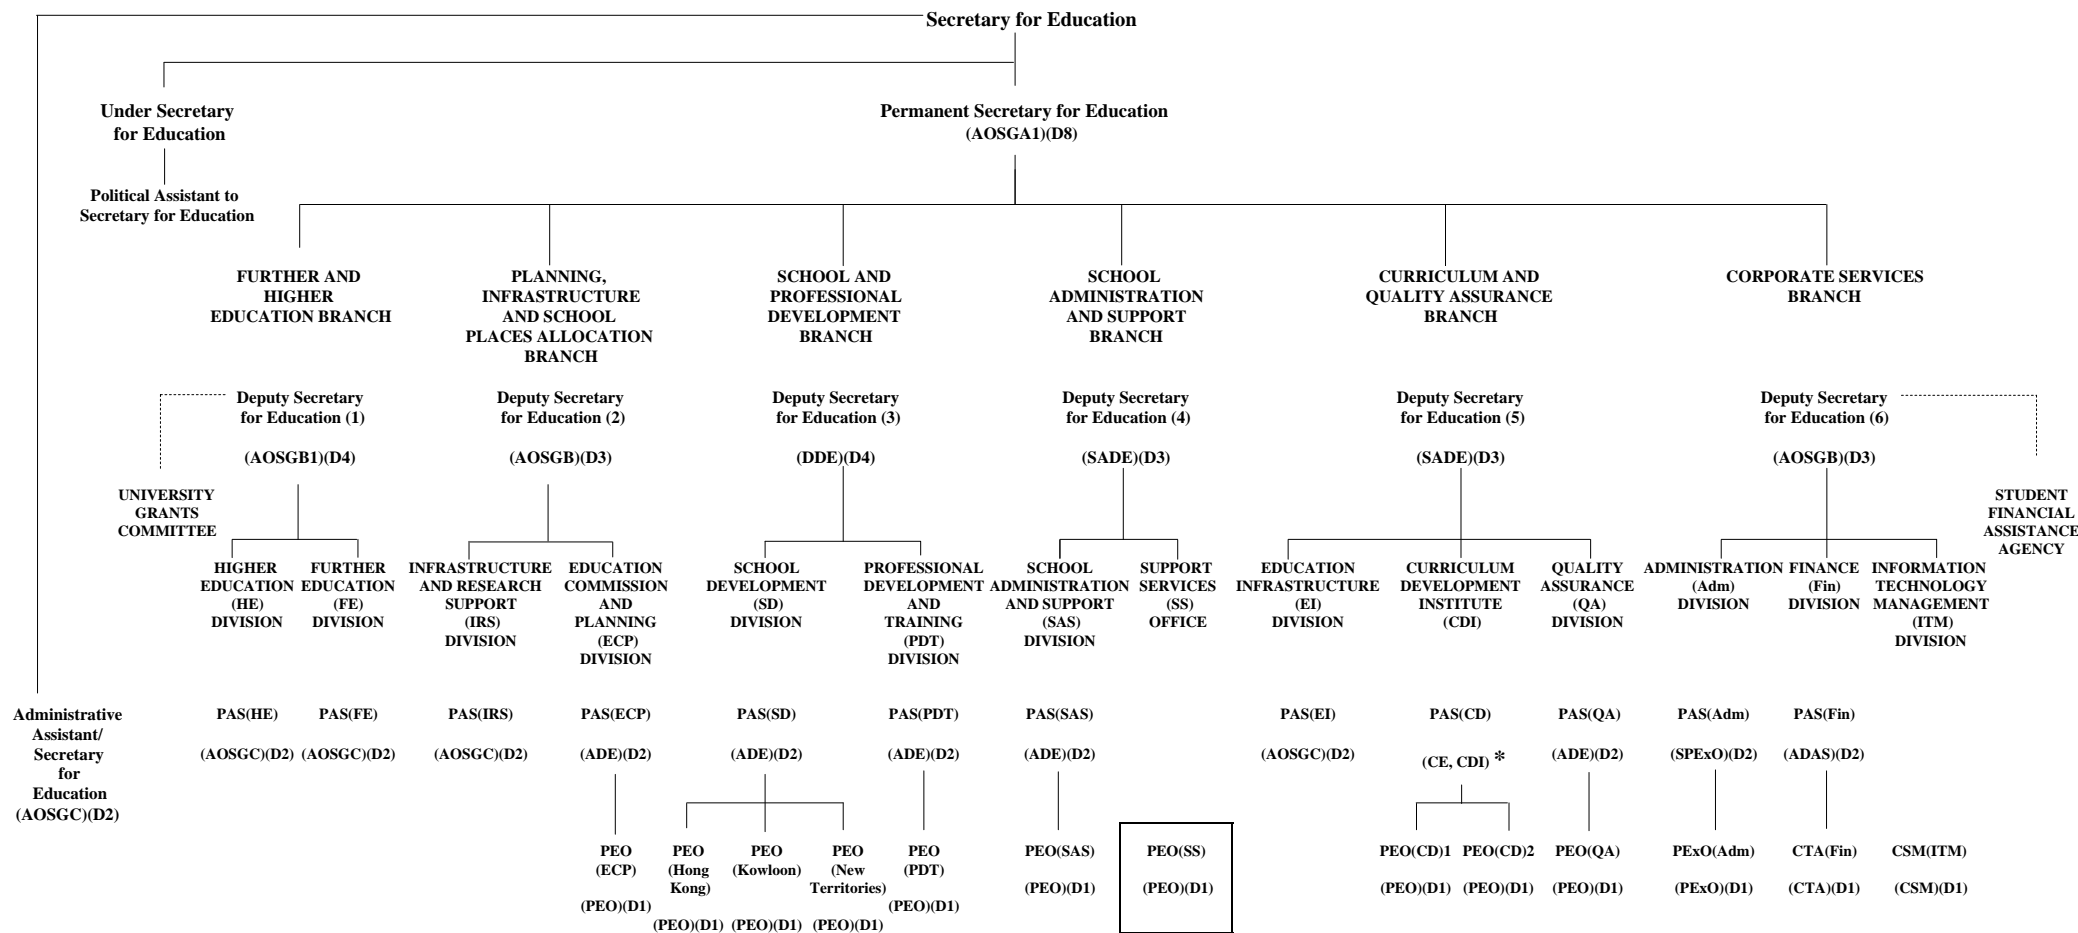 Secretary for Education
Under Secretary
for Education
Permanent Secretary for Education
(AOSGA1)(D8)
Political Assistant to
Secretary for Education
FURTHER AND
HIGHER
EDUCATION BRANCH
PLANNING,
INFRASTRUCTURE
AND SCHOOL
PLACES ALLOCATION
BRANCH
SCHOOL AND
PROFESSIONAL
DEVELOPMENT
BRANCH
SCHOOL
ADMINISTRATION
AND SUPPORT
BRANCH
CURRICULUM AND
QUALITY ASSURANCE
BRANCH
CORPORATE SERVICES
BRANCH
Deputy Secretary
for Education (1)
(AOSGB1)(D4)
Deputy Secretary
for Education (2)
(AOSGB)(D3)
Deputy Secretary
for Education (3)
(DDE)(D4)
Deputy Secretary
for Education (4)
(SADE)(D3)
Deputy Secretary
for Education (5)
(SADE)(D3)
Deputy Secretary
for Education (6)
(AOSGB)(D3)
UNIVERSITY
GRANTS
COMMITTEE
STUDENT
FINANCIAL
ASSISTANCE
AGENCY
HIGHER
EDUCATION
(HE)
DIVISION
FURTHER
EDUCATION
(FE)
DIVISION
INFRASTRUCTURE
AND RESEARCH
SUPPORT
(IRS)
DIVISION
EDUCATION
COMMISSION
AND
PLANNING
(ECP)
DIVISION
SCHOOL
DEVELOPMENT
(SD)
DIVISION
PROFESSIONAL
DEVELOPMENT
AND
TRAINING
(PDT)
DIVISION
SCHOOL
ADMINISTRATION
AND SUPPORT
(SAS)
DIVISION
SUPPORT
SERVICES
(SS)
OFFICE
EDUCATION
INFRASTRUCTURE
(EI)
DIVISION
CURRICULUM
DEVELOPMENT
INSTITUTE
(CDI)
QUALITY
ASSURANCE
(QA)
DIVISION
ADMINISTRATION
(Adm)
DIVISION
FINANCE
(Fin)
DIVISION
INFORMATION
TECHNOLOGY
MANAGEMENT
(ITM)
DIVISION
Administrative
Assistant/
Secretary
for
Education
(AOSGC)(D2)
PAS(HE)
(AOSGC)(D2)
PAS(FE)
(AOSGC)(D2)
PAS(IRS)
(AOSGC)(D2)
PAS(ECP)
(ADE)(D2)
PAS(SD)
(ADE)(D2)
PAS(PDT)
(ADE)(D2)
PAS(SAS)
(ADE)(D2)
PAS(EI)
(AOSGC)(D2)
PAS(CD)
(CE, CDI) *
PAS(QA)
(ADE)(D2)
PAS(Adm)
(SPExO)(D2)
PAS(Fin)
(ADAS)(D2)
PEO
(ECP)
(PEO)(D1)
PEO
(Hong
Kong)
(PEO)(D1)
PEO
(Kowloon)
(PEO)(D1)
PEO
(New
Territories)
(PEO)(D1)
PEO
(PDT)
(PEO)(D1)
PEO(SAS)
(PEO)(D1)
PEO(SS)
(PEO)(D1)
PEO(CD)1
(PEO)(D1)
PEO(CD)2
(PEO)(D1)
PEO(QA)
(PEO)(D1)
PExO(Adm)
(PExO)(D1)
CTA(Fin)
(CTA)(D1)
CSM(ITM)
(CSM)(D1)